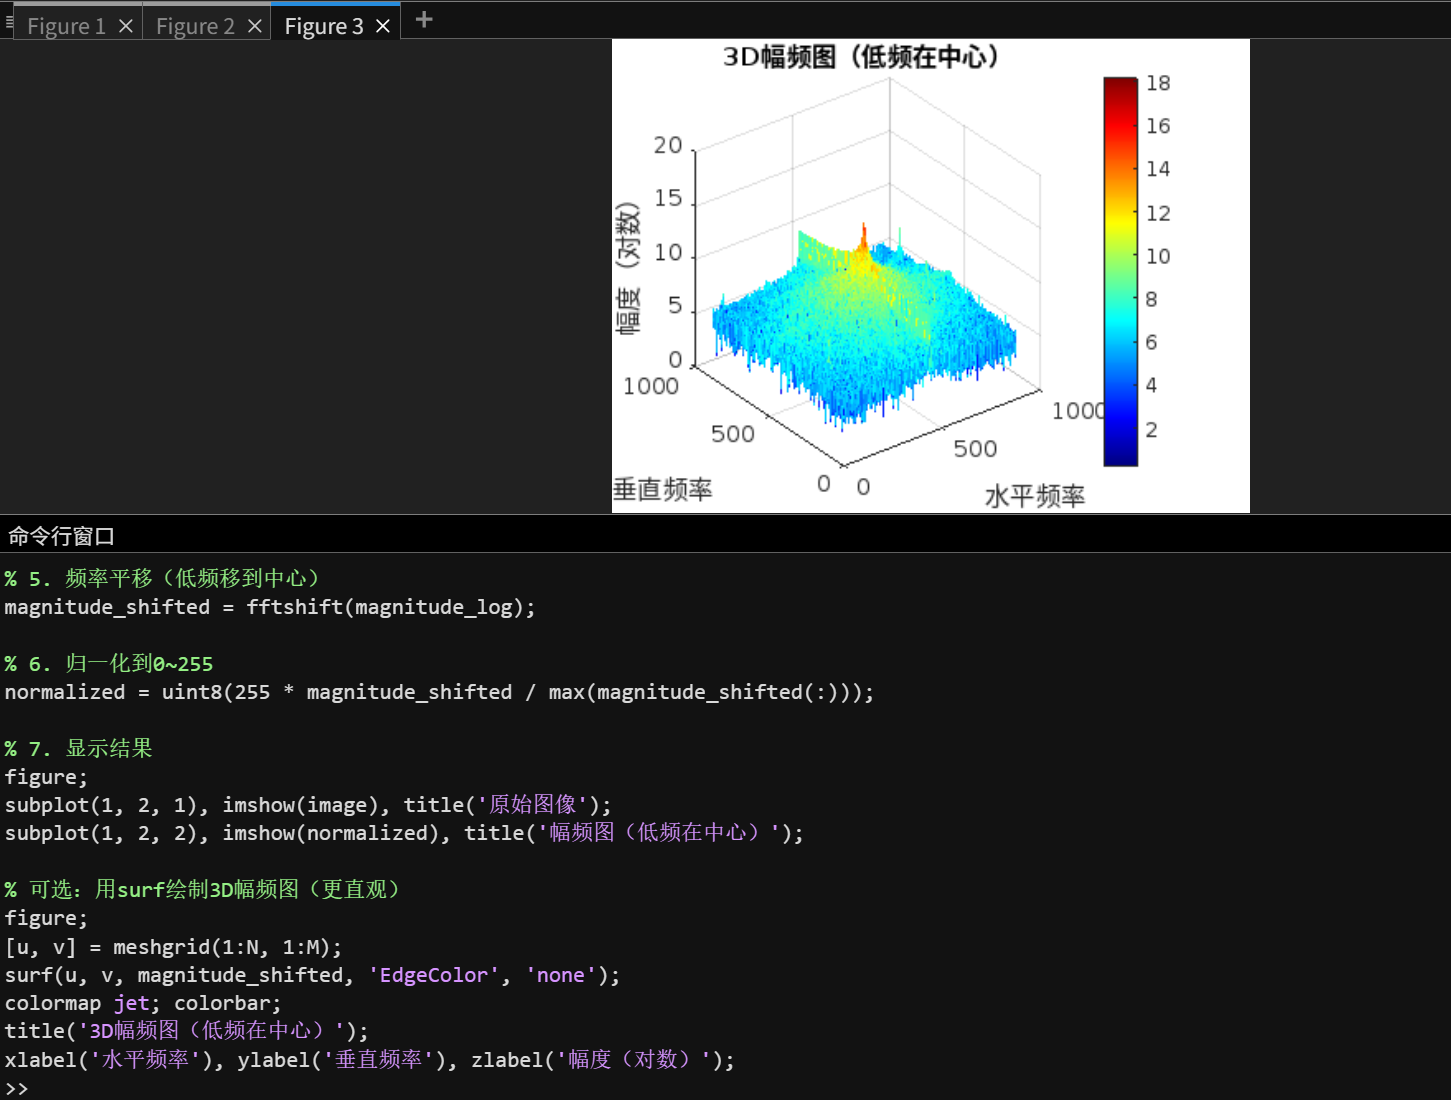 Figure 1
Figure 2
Figure 3
3D幅频图（低频在中心）
20
15
10
5
0
幅度（对数）
1000
500
0
垂直频率
0
500
1000
水平频率
18
16
14
12
10
8
6
4
2
命令行窗口
% 5. 频率平移（低频移到中心）
magnitude_shifted = fftshift(magnitude_log);
% 6. 归一化到0~255
normalized = uint8(255 * magnitude_shifted / max(magnitude_shifted(:)));
% 7. 显示结果
figure;
subplot(1, 2, 1), imshow(image), title('原始图像');
subplot(1, 2, 2), imshow(normalized), title('幅频图（低频在中心）');
% 可选：用surf绘制3D幅频图（更直观）
figure;
[u, v] = meshgrid(1:N, 1:M);
surf(u, v, magnitude_shifted, 'EdgeColor', 'none');
colormap jet; colorbar;
title('3D幅频图（低频在中心）');
xlabel('水平频率'), ylabel('垂直频率'), zlabel('幅度（对数）');
>>